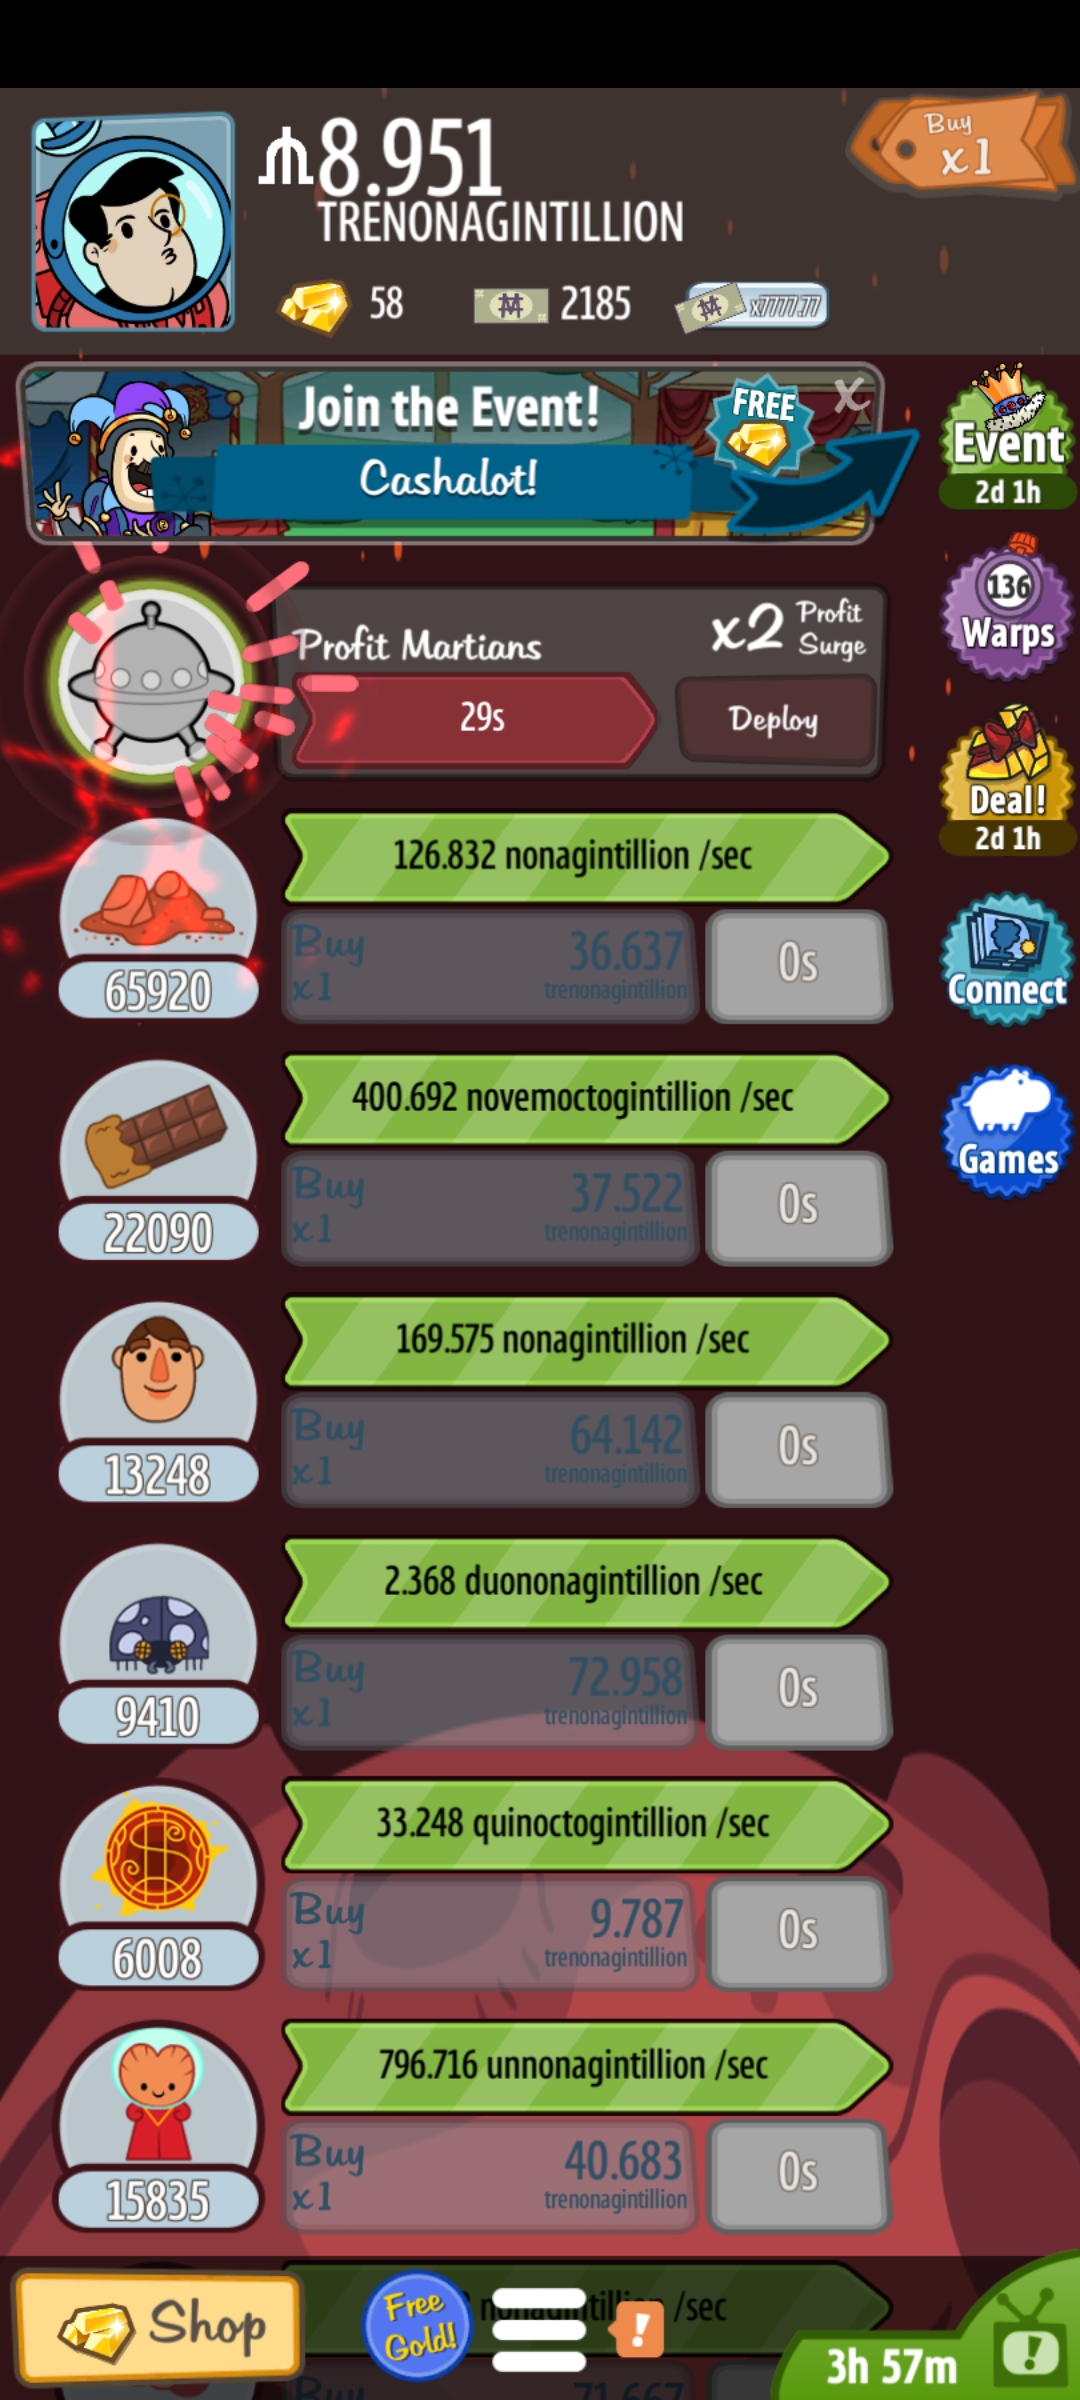 8.951
TRENONAGINTILLION
Buy
x1
58
2185
x7777.77
Join the Event!
Cashalot!
FREE
X
Event
2d 1h
136
Warps
Profit Martians
x2 Profit Surge
29s
Deploy
Deal!
2d 1h
126.832 nonagintillion /sec
Buy
x1
36.637
trenonagintillion
0s
65920
Connect
400.692 novemoctogintillion /sec
Buy
x1
37.522
trenonagintillion
0s
22090
Games
169.575 nonagintillion /sec
Buy
x1
64.142
trenonagintillion
0s
13248
2.368 duononagintillion /sec
Buy
x1
72.958
trenonagintillion
0s
9410
33.248 quinoctogintillion /sec
Buy
x1
9.787
trenonagintillion
0s
6008
796.716 unnonagintillion /sec
Buy
x1
40.683
trenonagintillion
0s
15835
/sec
Shop
Free
Gold!
!
3h 57m
!
Buy
71.667